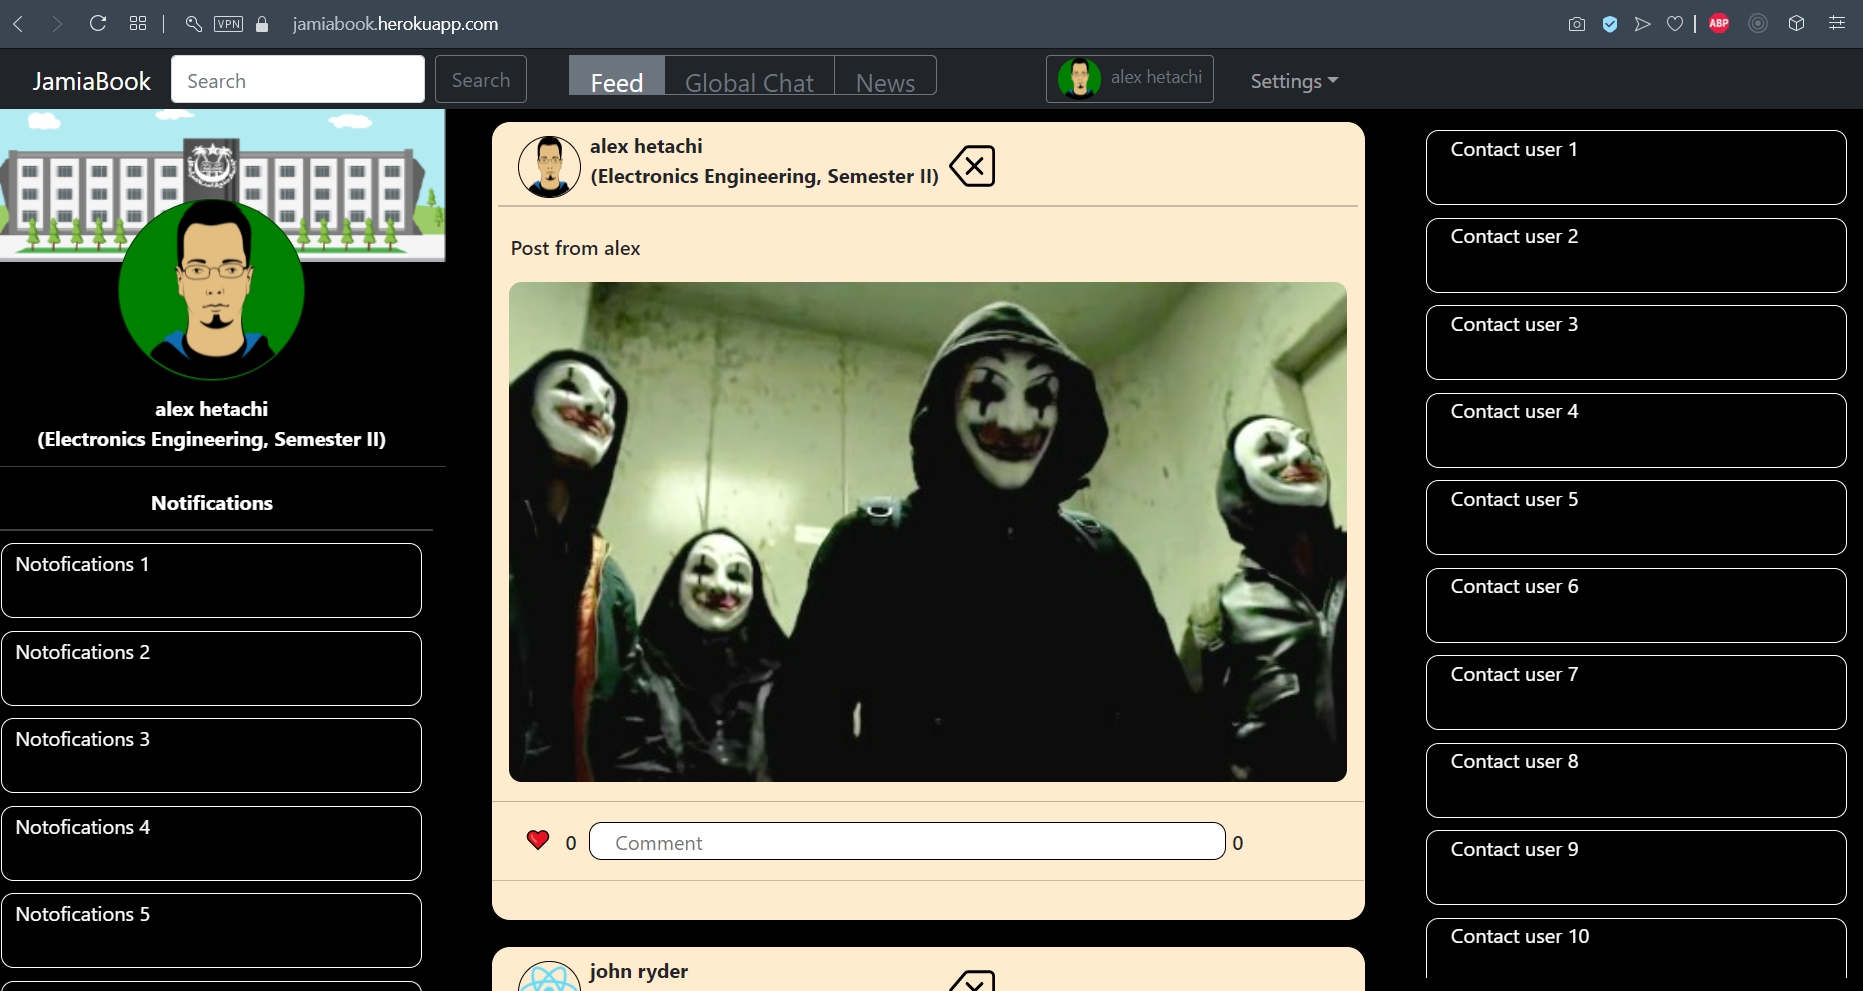 jamiabook.herokuapp.com
VPN
ABP
JamiaBook
Search
Search
Feed
Global Chat
News
alex hetachi
Settings
alex hetachi
(Electronics Engineering, Semester II)
Notifications
Notofications 1
Notofications 2
Notofications 3
Notofications 4
Notofications 5
alex hetachi
(Electronics Engineering, Semester II)
Post from alex
0
Comment
0
john ryder
Contact user 1
Contact user 2
Contact user 3
Contact user 4
Contact user 5
Contact user 6
Contact user 7
Contact user 8
Contact user 9
Contact user 10